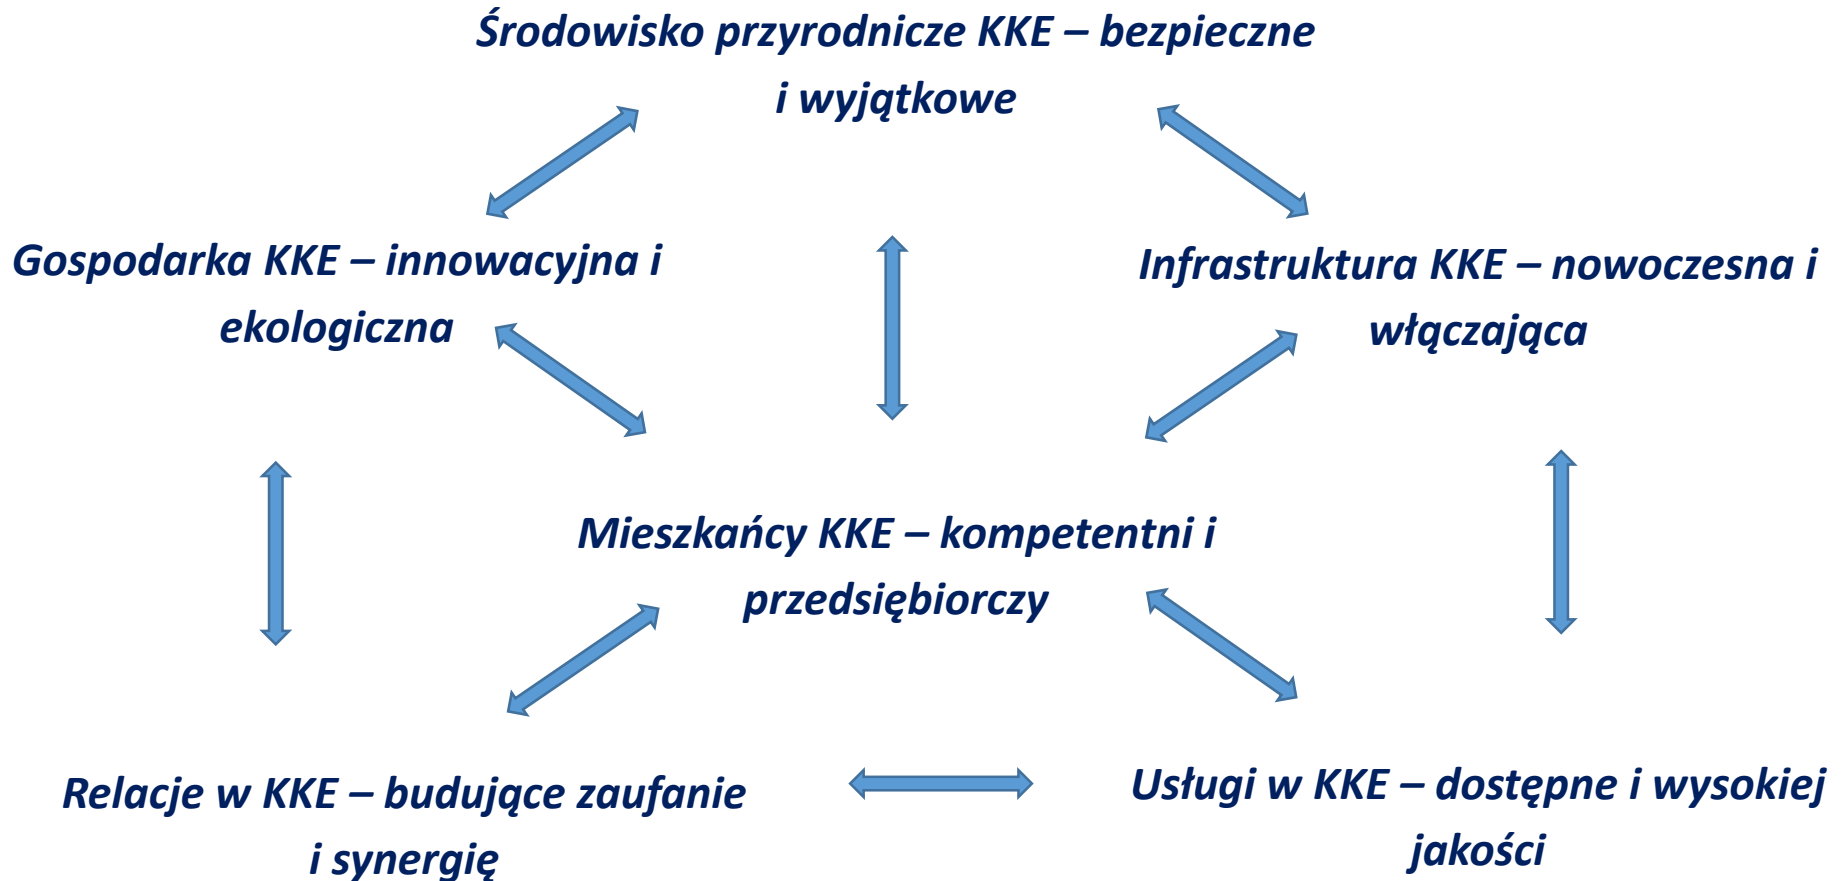 Środowisko przyrodnicze KKE – bezpieczne
i wyjątkowe
Gospodarka KKE – innowacyjna i
ekologiczna
Infrastruktura KKE – nowoczesna i
włączająca
Mieszkańcy KKE – kompetentni i
przedsiębiorczy
Relacje w KKE – budujące zaufanie
i synergię
Usługi w KKE – dostępne i wysokiej
jakości